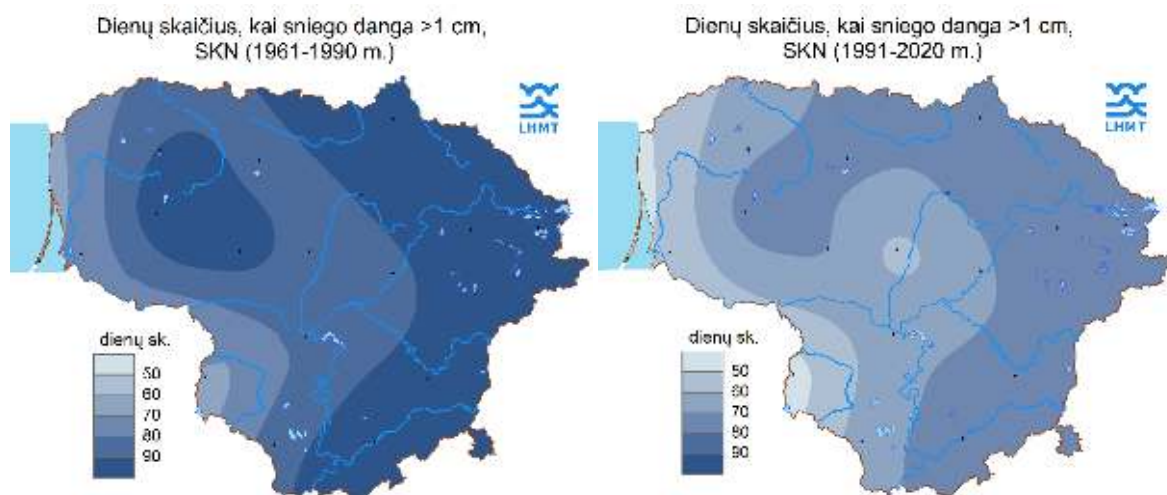 Dienų skaičius, kai sniego danga >1 cm,
SKN (1961-1990 m.)
LHMT
dienų sk.
50
60
70
80
90
Dienų skaičius, kai sniego danga >1 cm,
SKN (1991-2020 m.)
LHMT
dienų sk.
50
60
70
80
90